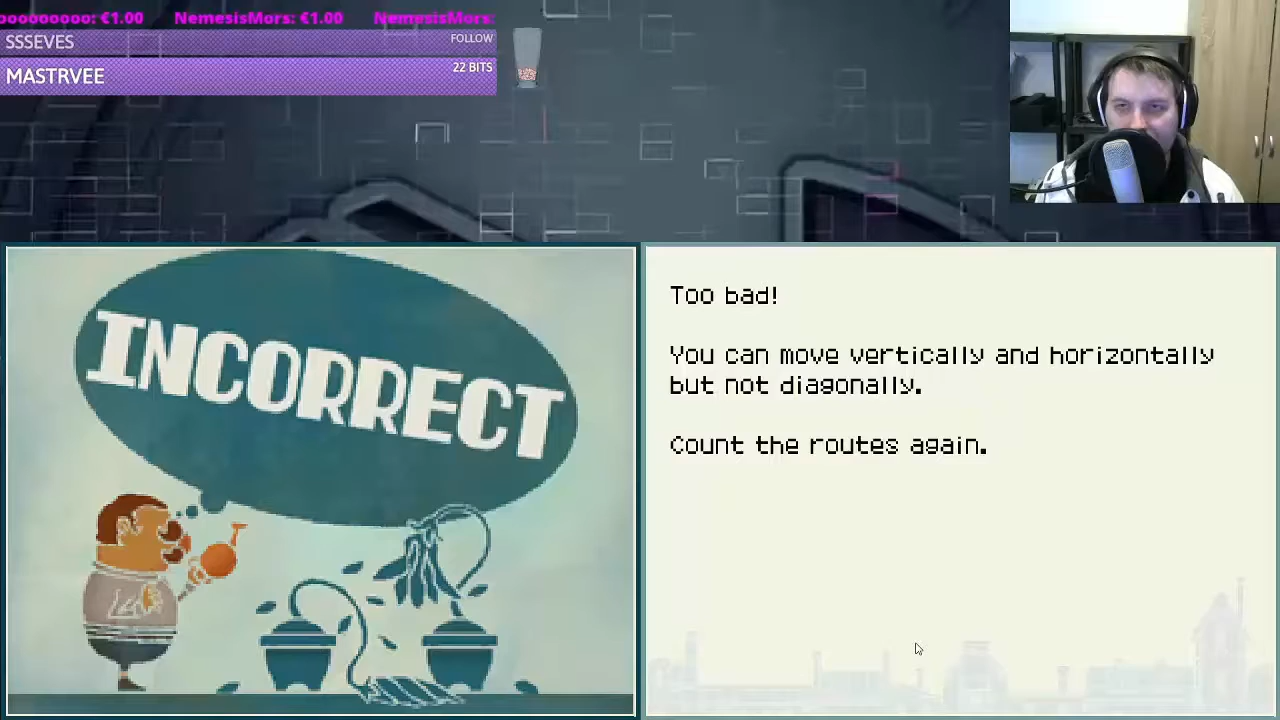 ooooooooo: €1.00 NemesisMors: €1.00 NemesisMors:
SSSEVES FOLLOW
MASTRVEE 22 BITS
INCORRECT
Too bad!
You can move vertically and horizontally
but not diagonally.
Count the routes again.